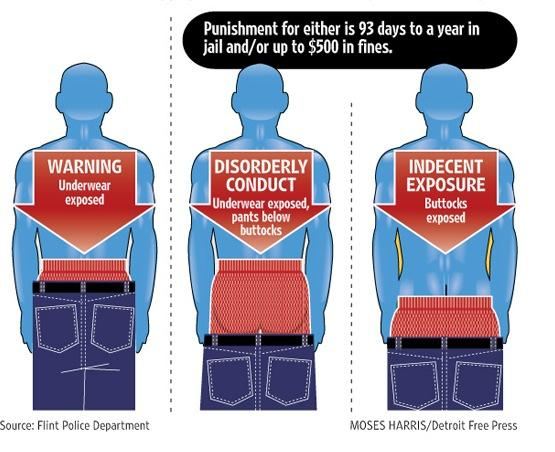 Punishment for either is 93 days to a year in
jail and/or up to $500 in fines.
WARNING
Underwear
exposed
DISORDERLY
CONDUCT
Underwear exposed,
pants below
buttocks
INDECENT
EXPOSURE
Buttocks
exposed
Source: Flint Police Department
MOSES HARRIS/Detroit Free Press